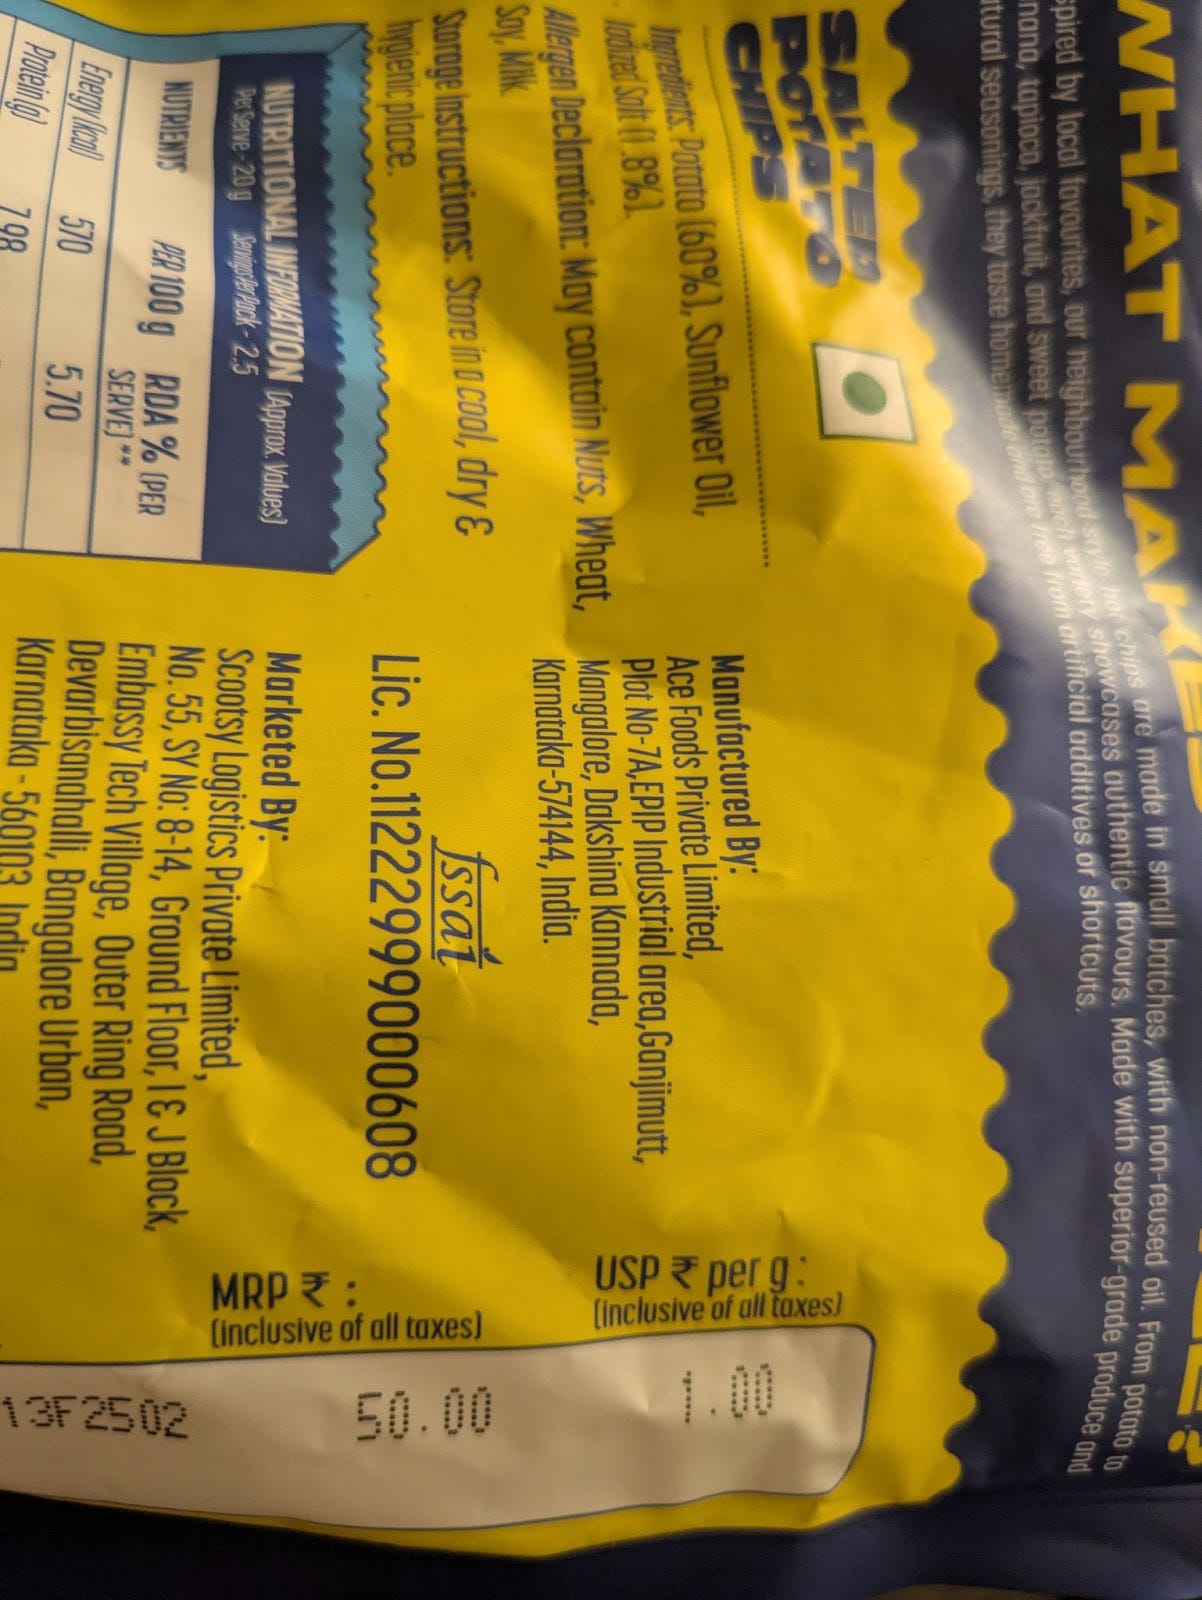 WHAT MAKES
spired by local favourites, our neighbourhood style hot chips are made in small batches, with non-reused oil. From potato to
nana, tapioca, jackfruit, and sweet potato each variety showcases authentic flavours. Made with superior-grade produce and
tural seasonings, they taste homemade and are free from artificial additives or shortcuts.
SALTED
POTATO
CHIPS
Ingredients: Potato (60%), Sunflower Oil,
Iodized Salt (1.8%).
Allergen Declaration: May contain Nuts, Wheat,
Soy, Milk
Storage Instructions: Store in a cool, dry &
hygienic place.
NUTRITIONAL INFORMATION (Approx. Values)
Per Serve - 20 g Servings Per Pack - 2.5
NUTRIENTS PER 100 g RDA % (PER
SERVE)**
Energy (kcal) 570 5.70
Protein (g) 7.98
Manufactured By:
Ace Foods Private Limited,
Plot No-7A,EPIP Industrial area,Ganjimutt,
Mangalore, Dakshina Kannada,
Karnataka-574144, India.
fssai
Lic. No.11222999000608
Marketed By:
Scootsy Logistics Private Limited,
No. 55, SY No: 8-14, Ground Floor, I & J Block,
Embassy Tech Village, Outer Ring Road,
Devarbisanahalli, Bangalore Urban,
Karnataka - 560103, India
USP ₹ per g:
(inclusive of all taxes)
1.00
MRP ₹ :
(inclusive of all taxes)
50.00
13F2502